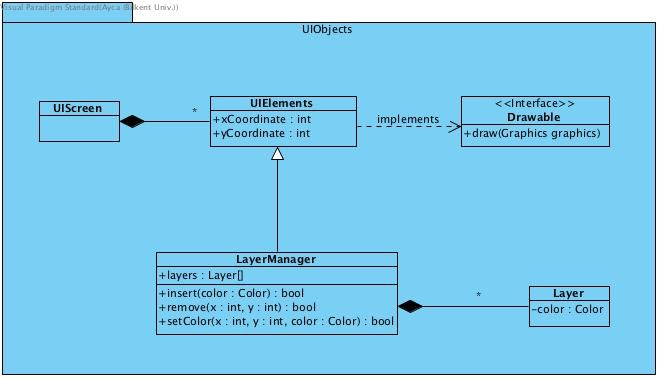 Visual Paradigm Standard(Ayca (Bilkent Univ.))
UIObjects
UIScreen
*
UIElements
+xCoordinate : int
+yCoordinate : int
implements
<<Interface>>
Drawable
+draw(Graphics graphics)
LayerManager
+layers : Layer[]
+insert(color : Color) : bool
+remove(x : int, y : int) : bool
+setColor(x : int, y : int, color : Color) : bool
*
Layer
-color : Color